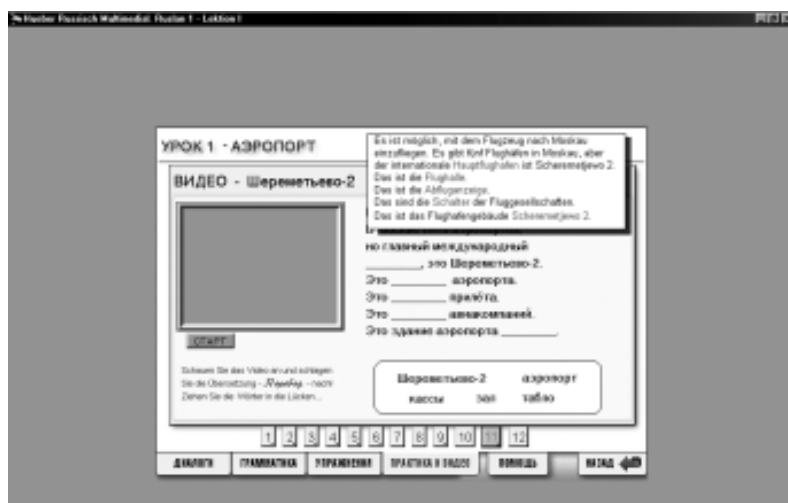 Hueber Russisch Multimedial. Ruslan 1 - Lektion 1
УРОК 1 - АЭРОПОРТ
Es ist möglich, mit dem Flugzeug nach Moskau
einzufliegen. Es gibt fünf Flughäfen in Moskau, aber
der internationale Hauptflughafen ist Scheremetjewo 2.
Das ist die Flughalle.
Das ist die Abfluganzeige.
Das sind die Schalter der Fluggesellschaften.
Das ist das Flughafengebäude Scheremetjewo 2.
ВИДЕО - Шереметьево-2
но главный международный
________, это Шереметьево-2.
Это ________ аэропорта.
Это ________ прилёта.
Это ________ авиакомпаний.
Это здание аэропорта ________.
СТАРТ
Schauen Sie das Video an und schlagen
Sie die Übersetzung - Перевод - nach!
Ziehen Sie die Wörter in die Lücken...
Шереметьево-2 аэропорт
кассы зал табло
1 2 3 4 5 6 7 8 9 10 11 12
ДИАЛОГИ ГРАММАТИКА УПРАЖНЕНИЯ ПРАКТИКА И ВИДЕО ПОМОЩЬ НАЗАД